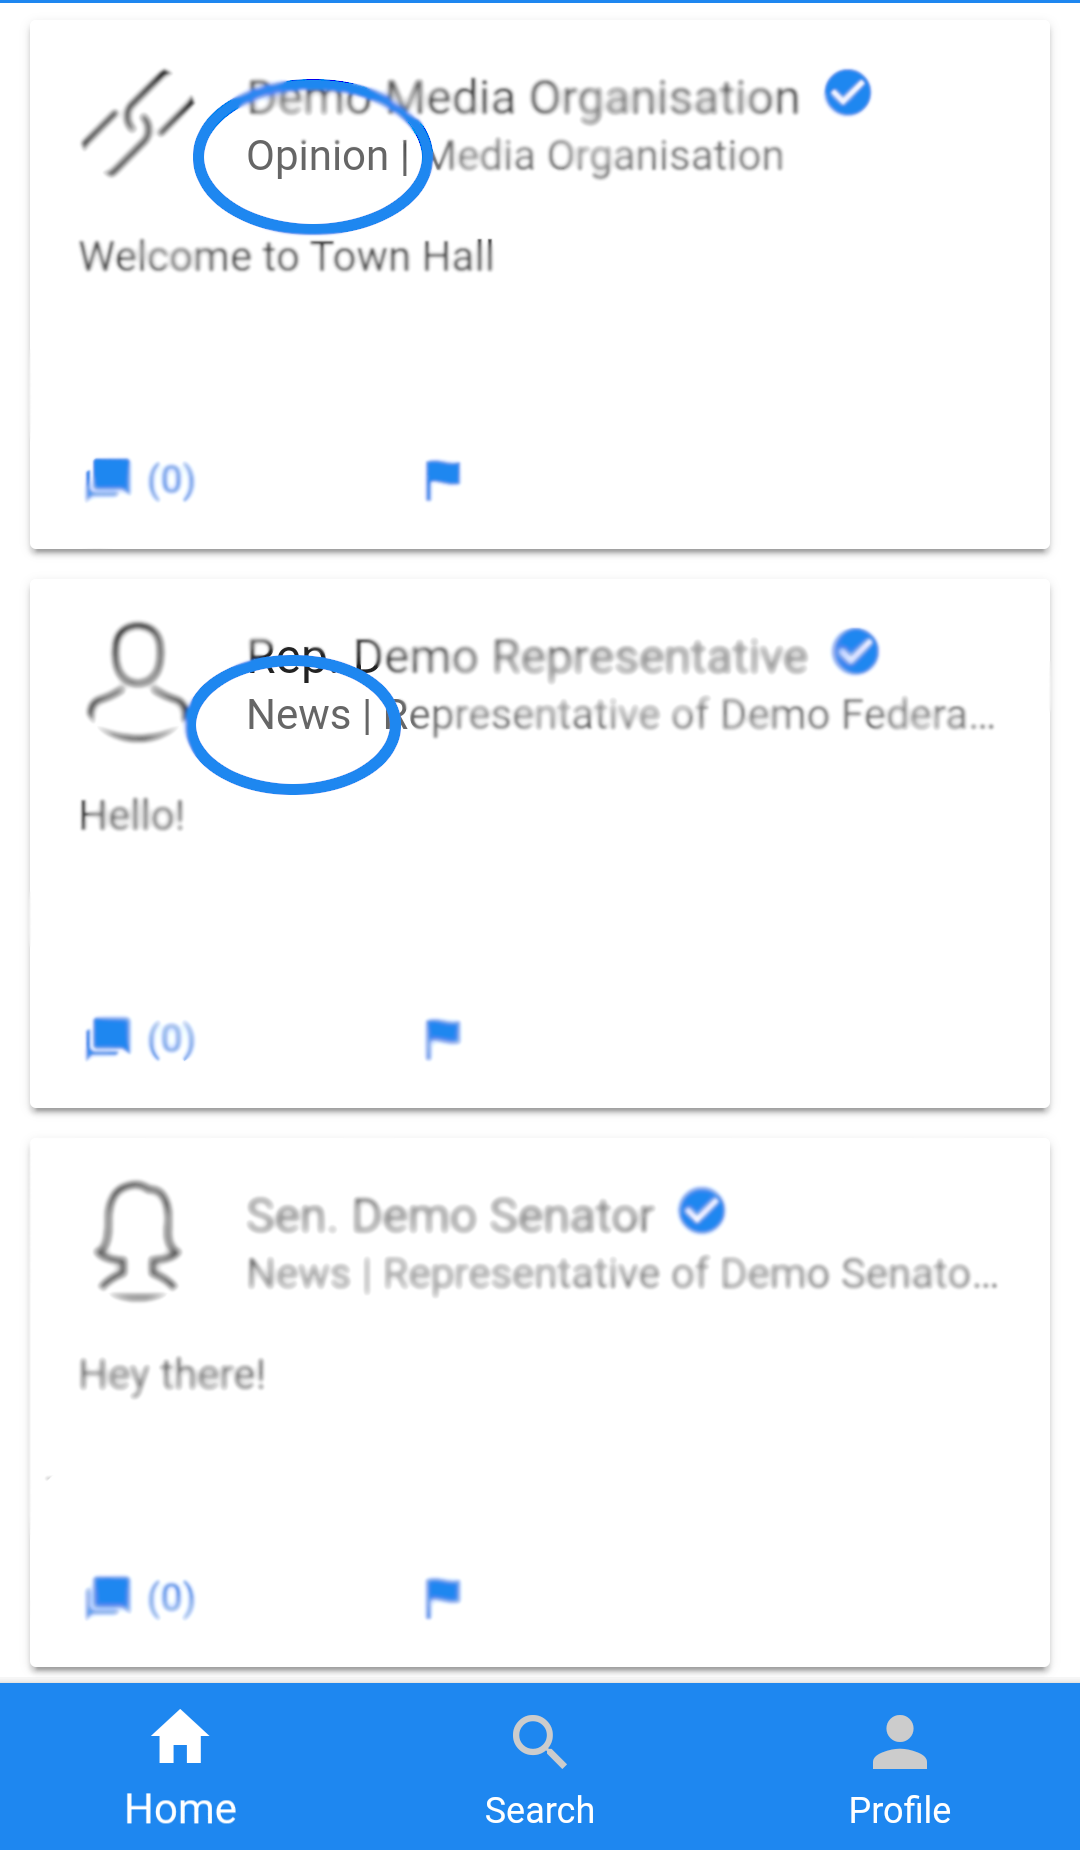 Demo Media Organisation
Opinion | Media Organisation
Welcome to Town Hall
(0)
Rep. Demo Representative
News | Representative of Demo Federa...
Hello!
(0)
Sen. Demo Senator
News | Representative of Demo Senato...
Hey there!
(0)
Home Search Profile